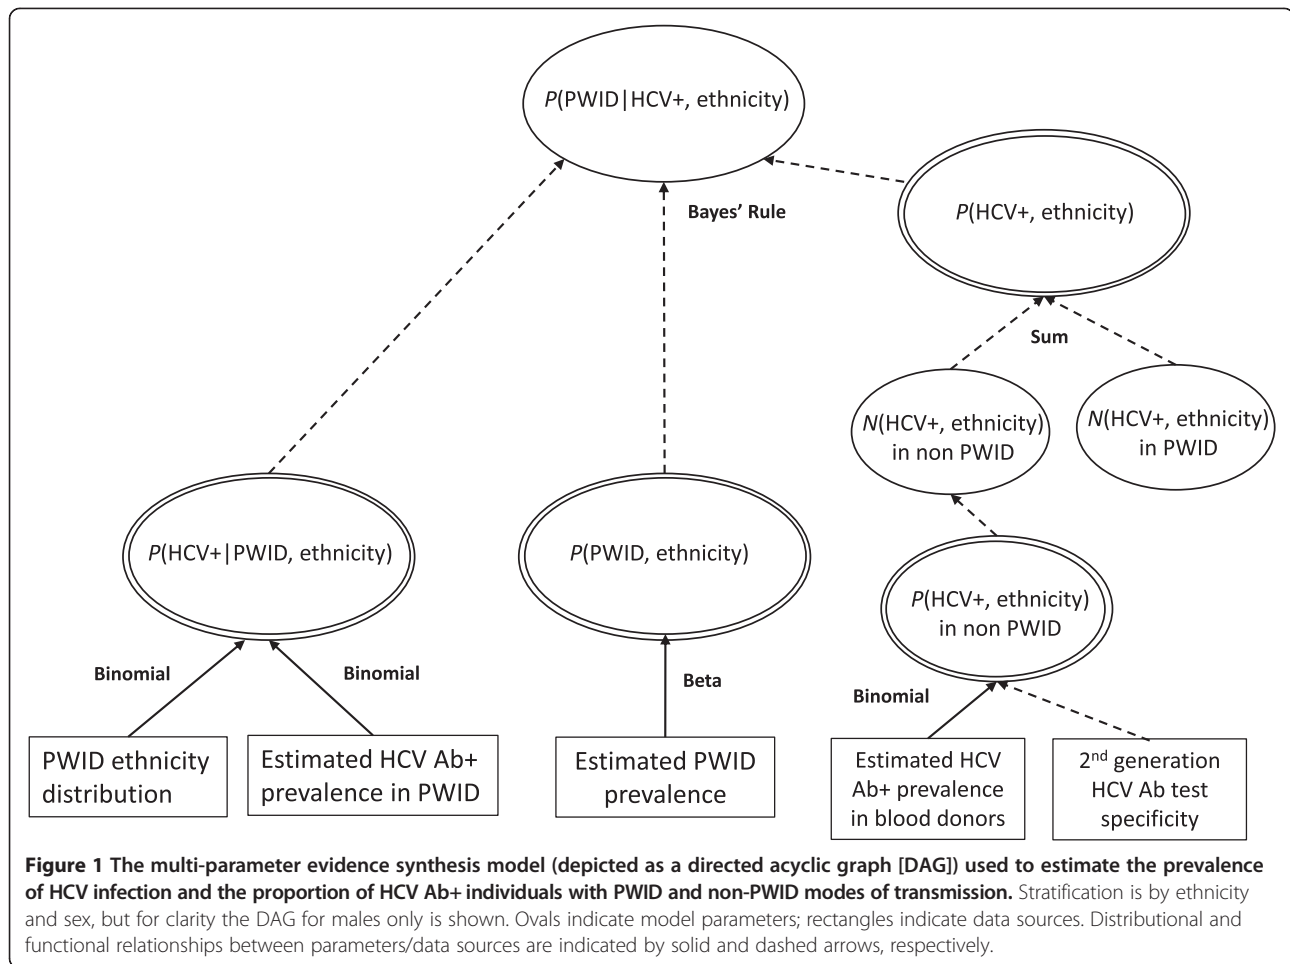 P(PWID|HCV+, ethnicity)
P(HCV+, ethnicity)
Bayes’ Rule
Sum
N(HCV+, ethnicity)
in non PWID
N(HCV+, ethnicity)
in PWID
P(HCV+|PWID, ethnicity)
P(PWID, ethnicity)
P(HCV+, ethnicity)
in non PWID
Binomial
Binomial
Beta
Binomial
PWID ethnicity
distribution
Estimated HCV Ab+
prevalence in PWID
Estimated PWID
prevalence
Estimated HCV
Ab+ prevalence
in blood donors
2nd generation
HCV Ab test
specificity
Figure 1 The multi-parameter evidence synthesis model (depicted as a directed acyclic graph [DAG]) used to estimate the prevalence
of HCV infection and the proportion of HCV Ab+ individuals with PWID and non-PWID modes of transmission. Stratification is by ethnicity
and sex, but for clarity the DAG for males only is shown. Ovals indicate model parameters; rectangles indicate data sources. Distributional and
functional relationships between parameters/data sources are indicated by solid and dashed arrows, respectively.